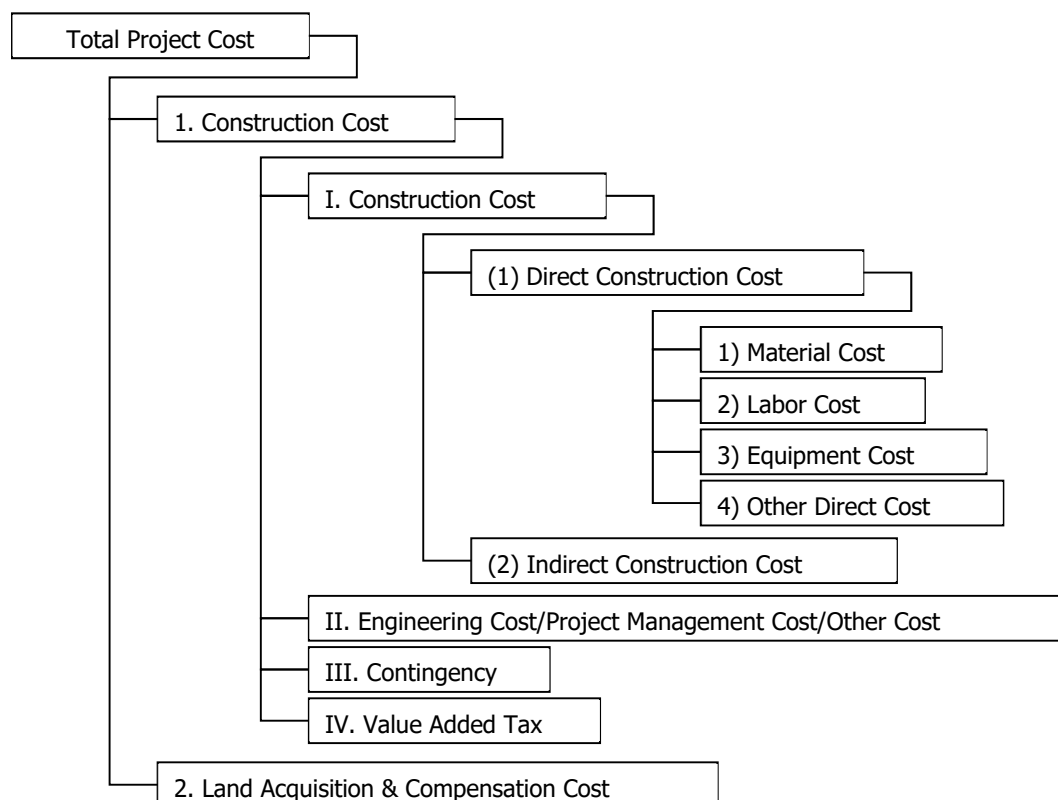 Total Project Cost
1. Construction Cost
I. Construction Cost
(1) Direct Construction Cost
1) Material Cost
2) Labor Cost
3) Equipment Cost
4) Other Direct Cost
(2) Indirect Construction Cost
II. Engineering Cost/Project Management Cost/Other Cost
III. Contingency
IV. Value Added Tax
2. Land Acquisition & Compensation Cost